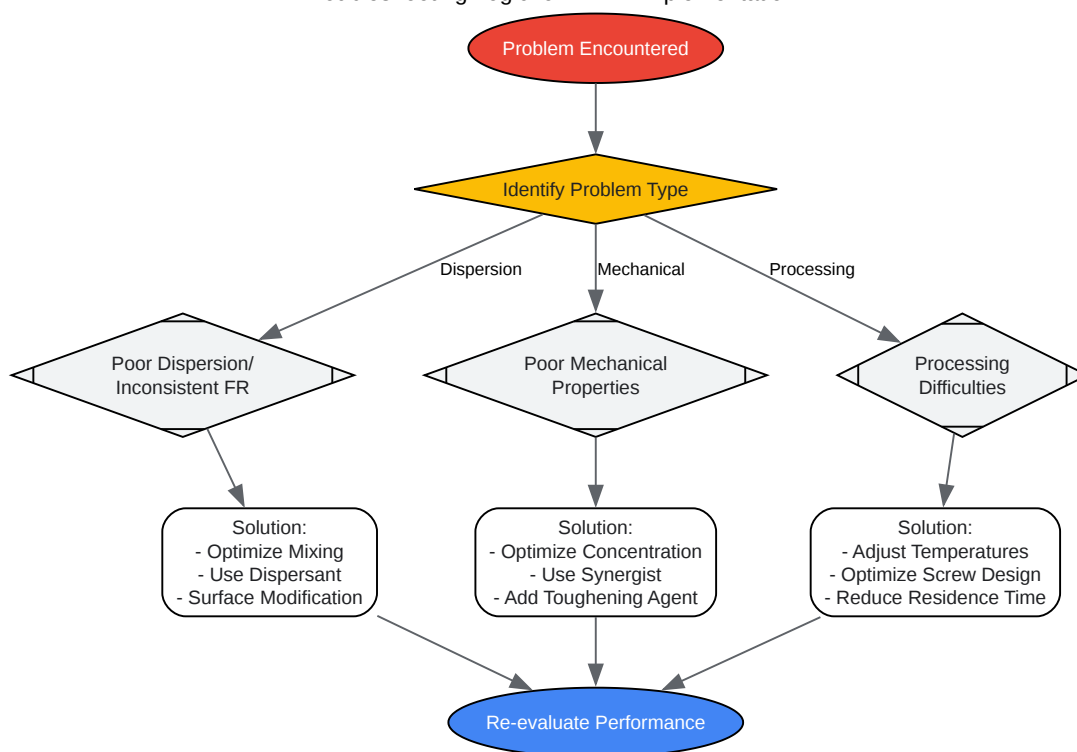 Problem Encountered
Identify Problem Type
Dispersion
Mechanical
Processing
Poor Dispersion/
Inconsistent FR
Poor Mechanical
Properties
Processing
Difficulties
Solution:
- Optimize Mixing
- Use Dispersant
- Surface Modification
Solution:
- Optimize Concentration
- Use Synergist
- Add Toughening Agent
Solution:
- Adjust Temperatures
- Optimize Screw Design
- Reduce Residence Time
Re-evaluate Performance